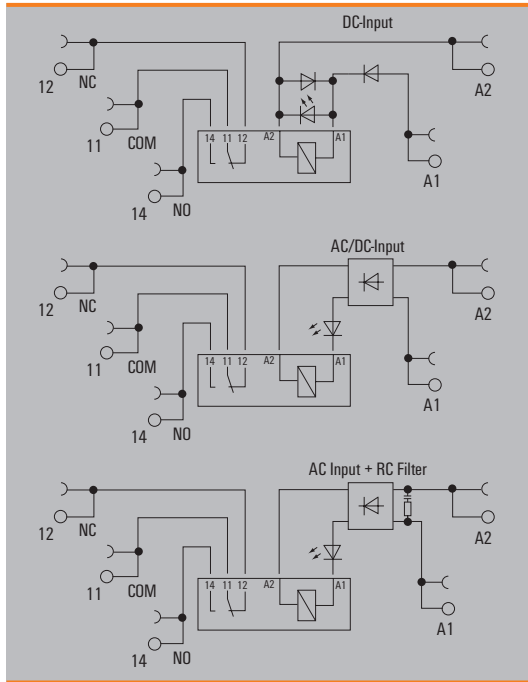 DC-Input
12 NC
A2
11 COM
14 11 12 A2 A1
A1
14 NO
AC/DC-Input
12 NC
A2
11 COM
14 11 12 A2 A1
A1
14 NO
AC Input + RC Filter
12 NC
A2
11 COM
14 11 12 A2 A1
A1
14 NO